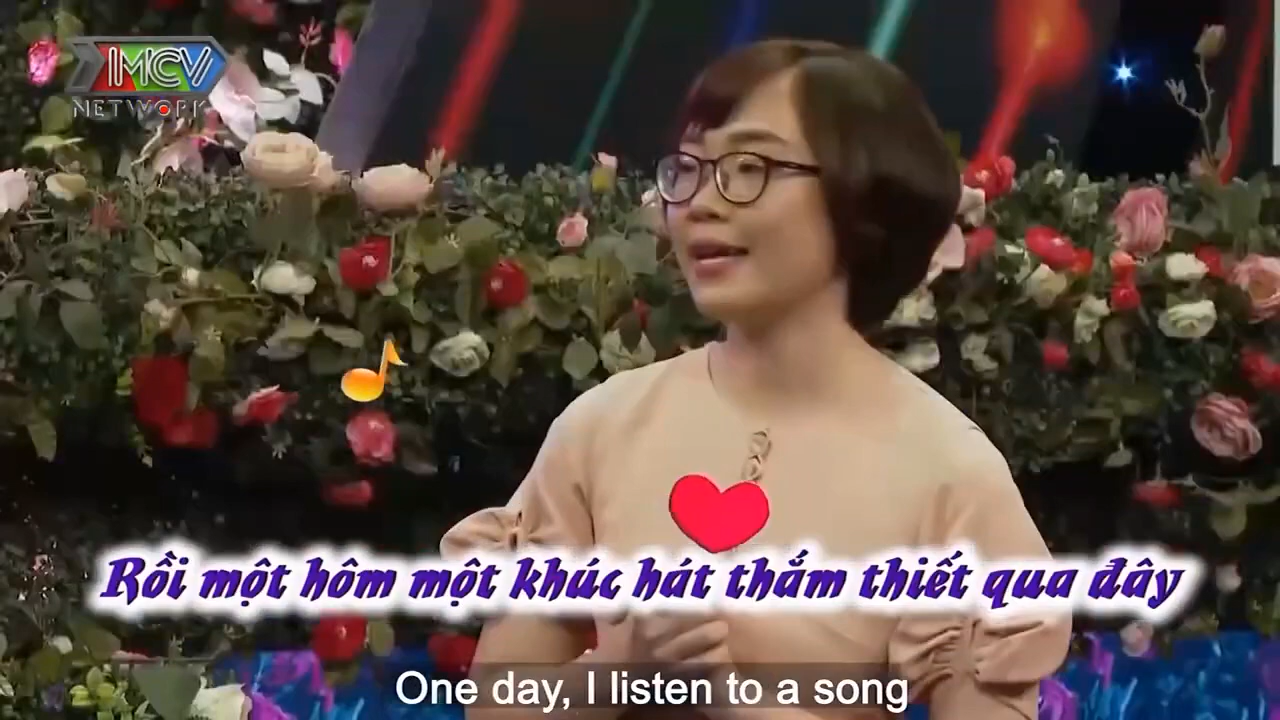 MCV
NETWORK
Rồi một hôm một khúc hát thắm thiết qua đây
One day, I listen to a song